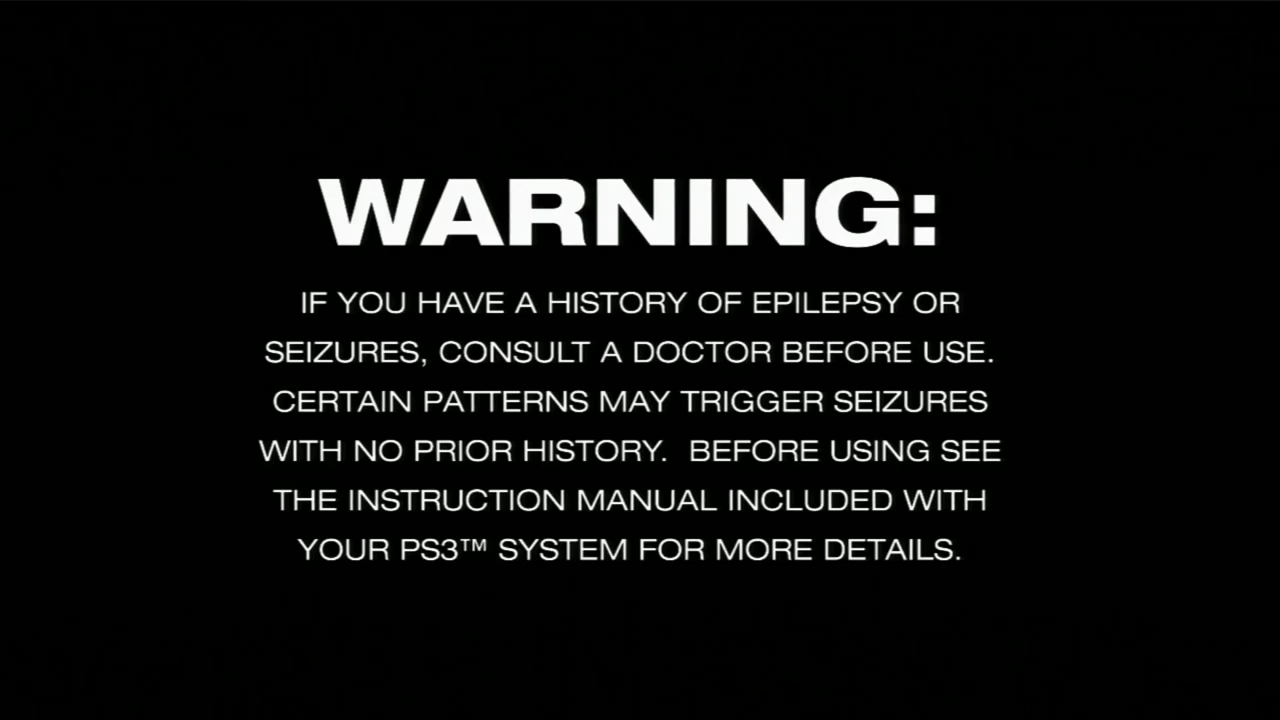 WARNING:
IF YOU HAVE A HISTORY OF EPILEPSY OR
SEIZURES, CONSULT A DOCTOR BEFORE USE.
CERTAIN PATTERNS MAY TRIGGER SEIZURES
WITH NO PRIOR HISTORY.  BEFORE USING SEE
THE INSTRUCTION MANUAL INCLUDED WITH
YOUR PS3™ SYSTEM FOR MORE DETAILS.